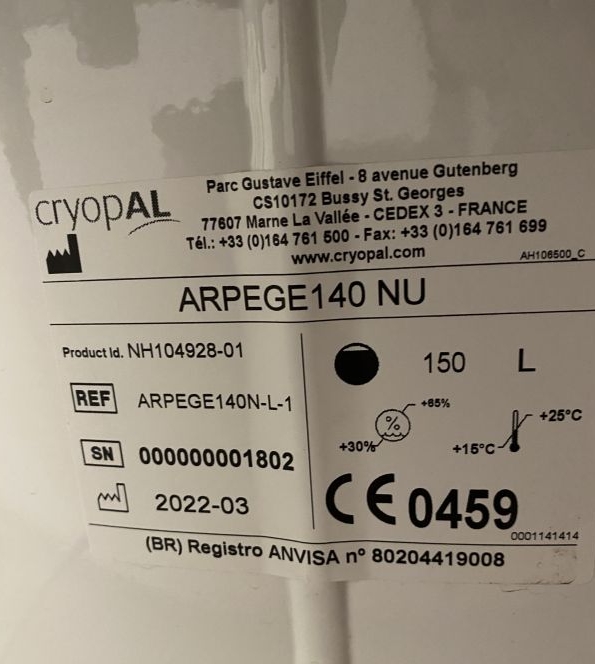 cryopAL
Parc Gustave Eiffel - 8 avenue Gutenberg
CS10172 Bussy St. Georges
77607 Marne La Vallée - CEDEX 3 - FRANCE
Tél.: +33 (0)164 761 500 - Fax: +33 (0)164 761 699
www.cryopal.com
AH106500_C
ARPEGE140 NU
Product Id. NH104928-01
REF ARPEGE140N-L-1
SN 000000001802
2022-03
150 L
%
+65%
+30%
+25°C
+15°C
CE 0459
0001141414
(BR) Registro ANVISA nº 80204419008